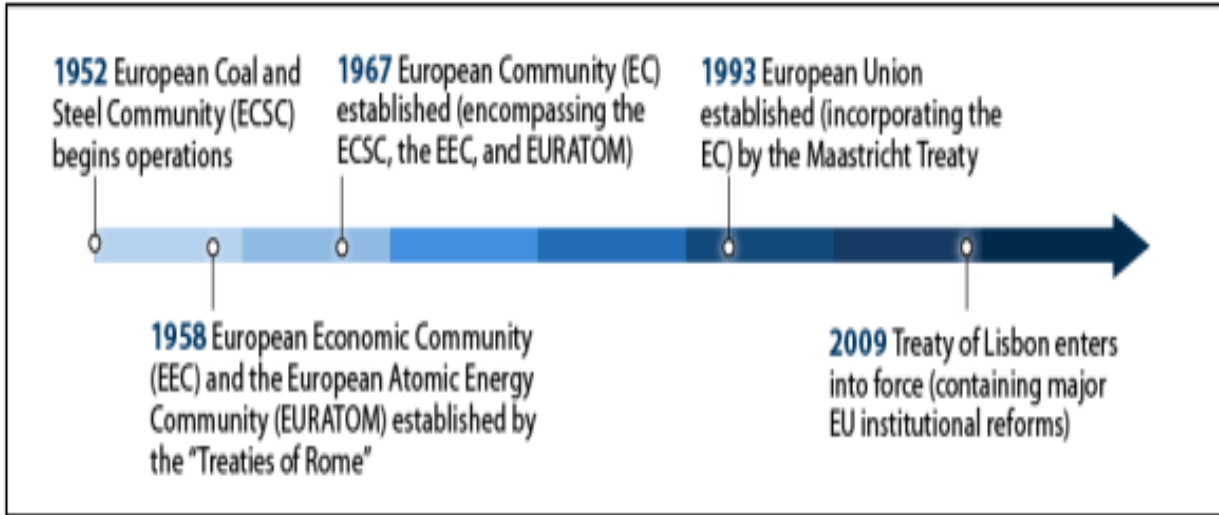 1952 European Coal and
Steel Community (ECSC)
begins operations
1958 European Economic Community
(EEC) and the European Atomic Energy
Community (EURATOM) established by
the “Treaties of Rome”
1967 European Community (EC)
established (encompassing the
ECSC, the EEC, and EURATOM)
1993 European Union
established (incorporating the
EC) by the Maastricht Treaty
2009 Treaty of Lisbon enters
into force (containing major
EU institutional reforms)